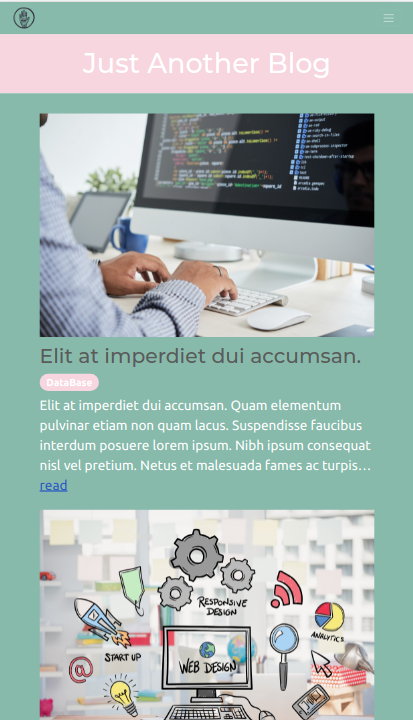 Just Another Blog
Elit at imperdiet dui accumsan.
DataBase
Elit at imperdiet dui accumsan. Quam elementum
pulvinar etiam non quam lacus. Suspendisse faucibus
interdum posuere lorem ipsum. Nibh ipsum consequat
nisl vel pretium. Netus et malesuada fames ac turpis...
read
RESPONSIVE
DESIGN
ANALYTICS
START UP
WEB DESIGN
@
$